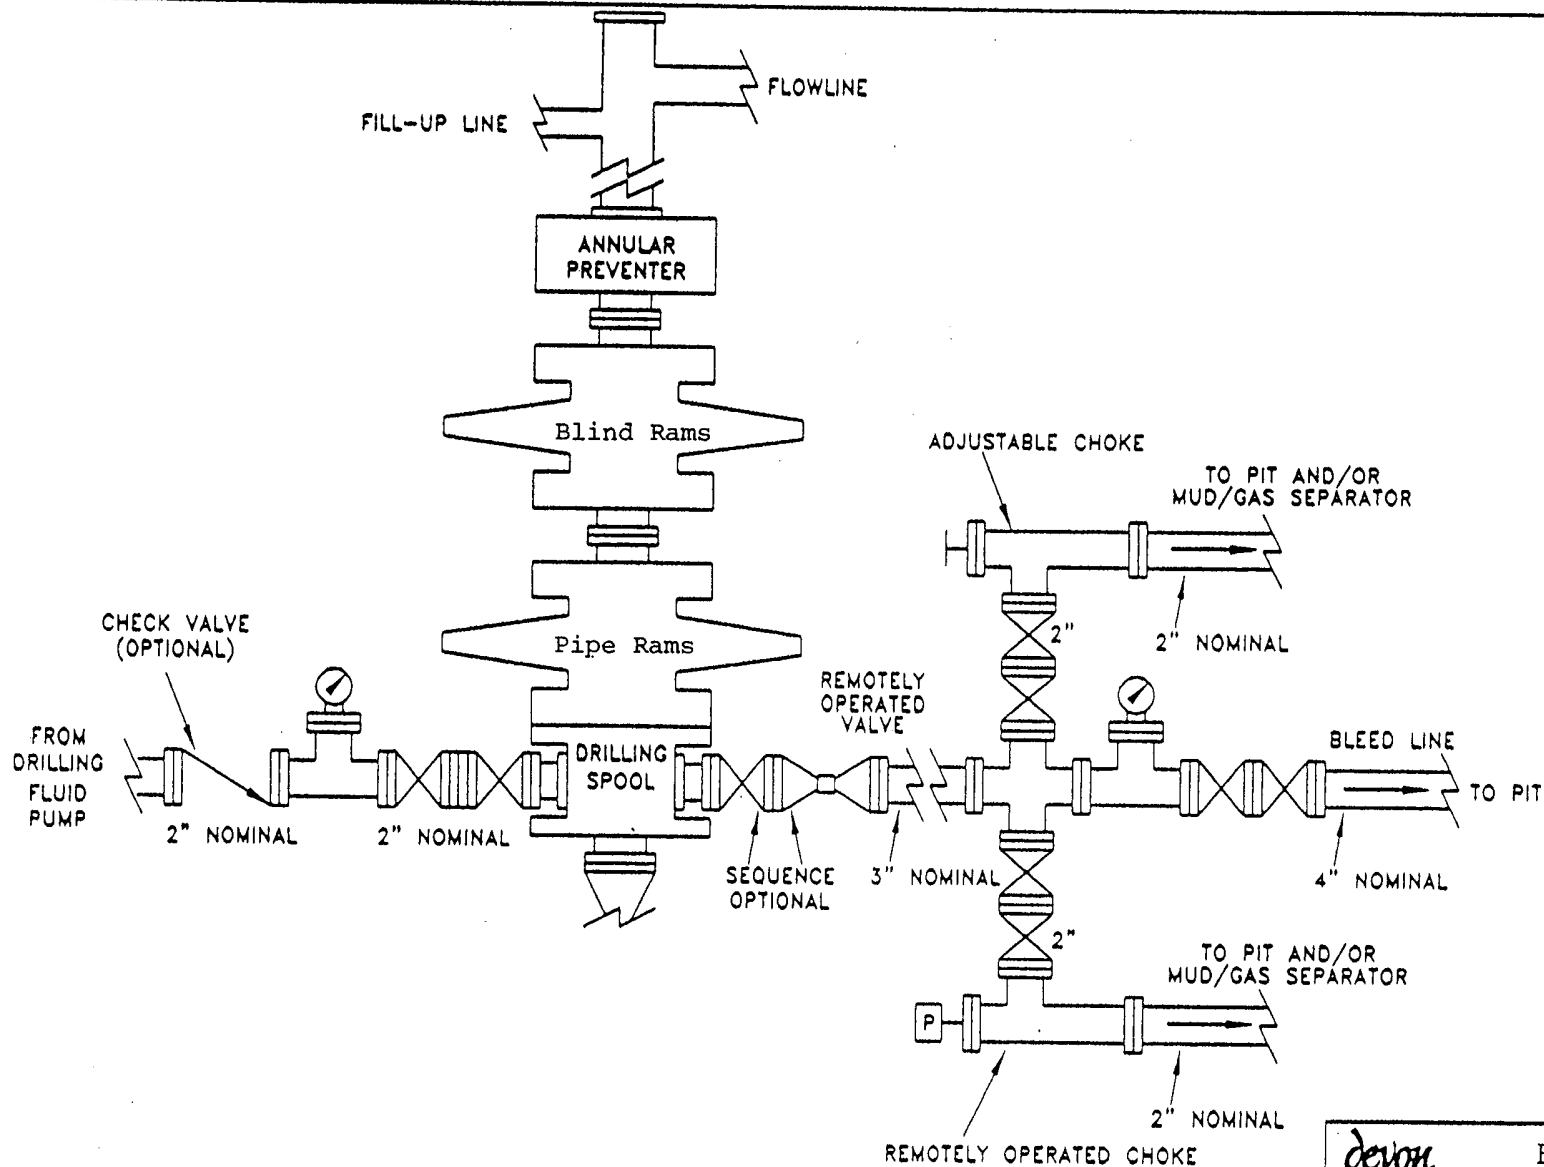 FLOWLINE
FILL-UP LINE
ANNULAR
PREVENTER
Blind Rams
ADJUSTABLE CHOKE
TO PIT AND/OR
MUD/GAS SEPARATOR
2"
2" NOMINAL
CHECK VALVE
(OPTIONAL)
Pipe Rams
REMOTELY
OPERATED
VALVE
FROM
DRILLING
FLUID
PUMP
DRILLING
SPOOL
BLEED LINE
TO PIT
2" NOMINAL
2" NOMINAL
SEQUENCE
OPTIONAL
3" NOMINAL
4" NOMINAL
2"
TO PIT AND/OR
MUD/GAS SEPARATOR
P
2" NOMINAL
REMOTELY OPERATED CHOKE
devon